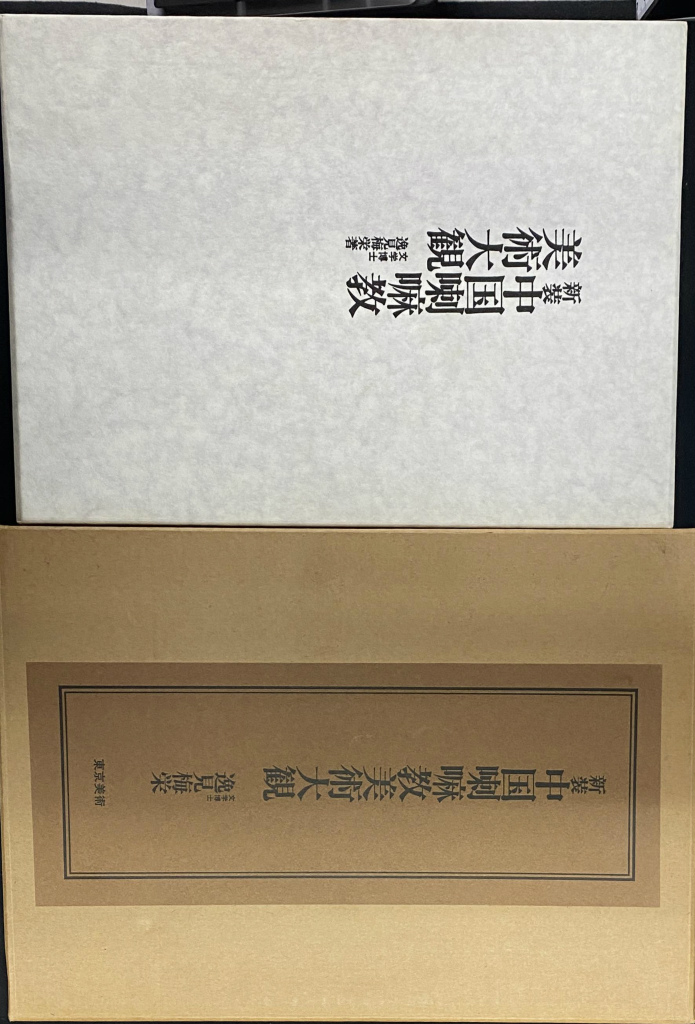 新装
中国喇嘛教
美術大観
文学博士
逸見梅栄著
新装
中国喇嘛教美術大観
文学博士
逸見梅栄
東京美術